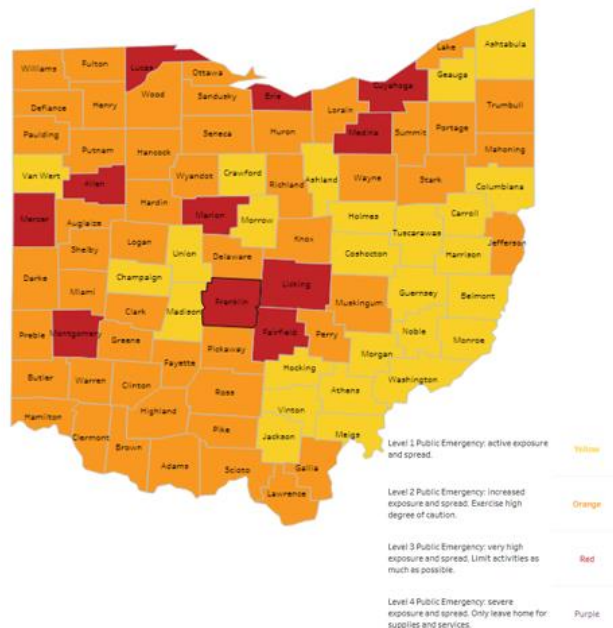 Ashtabula
Lake
Geauga
Williams
Fulton
Lucas
Ottawa
Cuyahoga
Wood
Sandusky
Erie
Lorain
Trumbull
Defiance
Henry
Medina
Summit
Portage
Paulding
Seneca
Huron
Mahoning
Putnam
Hancock
Van Wert
Allen
Wyandot
Crawford
Richland
Ashland
Wayne
Stark
Columbiana
Hardin
Mercer
Auglaize
Marion
Morrow
Holmes
Carroll
Tuscarawas
Jefferson
Logan
Union
Knox
Shelby
Delaware
Coshocton
Harrison
Champaign
Darke
Miami
Licking
Guernsey
Belmont
Clark
Madison
Franklin
Muskingum
Preble
Montgomery
Greene
Fairfield
Perry
Noble
Monroe
Pickaway
Morgan
Fayette
Hocking
Washington
Butler
Warren
Clinton
Ross
Athens
Highland
Vinton
Hamilton
Pike
Jackson
Meigs
Clermont
Brown
Adams
Scioto
Gallia
Lawrence
Level 1 Public Emergency: active exposure
and spread.
Yellow
Level 2 Public Emergency: increased
exposure and spread. Exercise high
degree of caution.
Orange
Level 3 Public Emergency: very high
exposure and spread. Limit activities as
much as possible.
Red
Level 4 Public Emergency: severe
exposure and spread. Only leave home for
supplies and services.
Purple